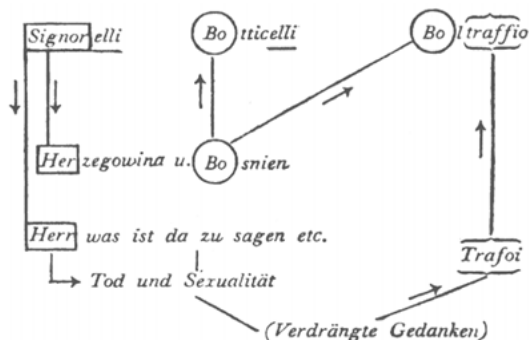 Signorelli Botticelli Boltraffio
Herzegowina u. Bosnien
Herr was ist da zu sagen etc.
Trafoi
Tod und Sexualität
(Verdrängte Gedanken)